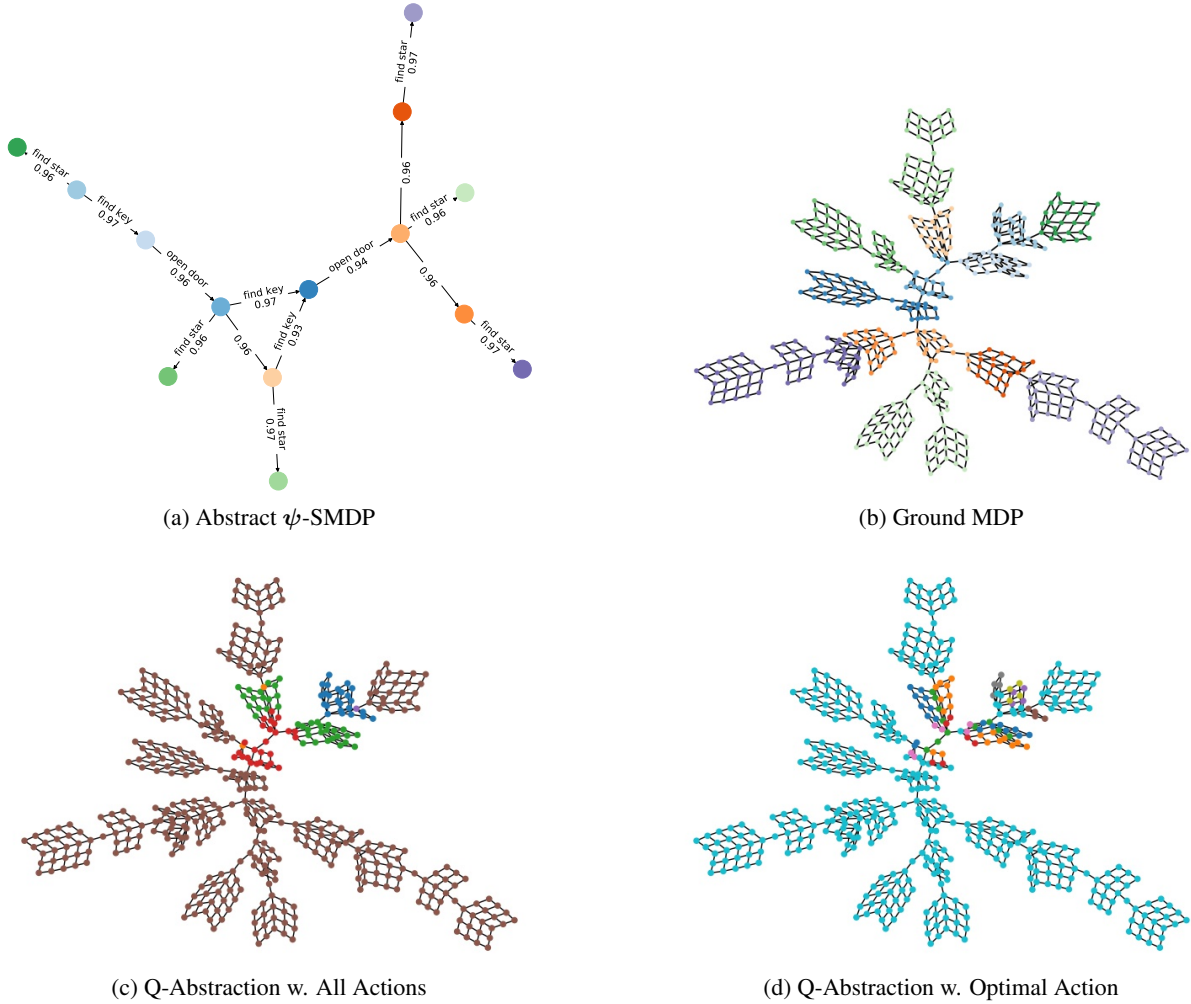 find star
0.97
find star
0.96
find key
0.97
0.96
find star
0.96
open door
0.96
open door
0.94
find key
0.97
0.96
find star
0.96
0.96
find key
0.93
find star
0.97
find star
0.97
(a) Abstract ψ-SMDP
(b) Ground MDP
(c) Q-Abstraction w. All Actions
(d) Q-Abstraction w. Optimal Action